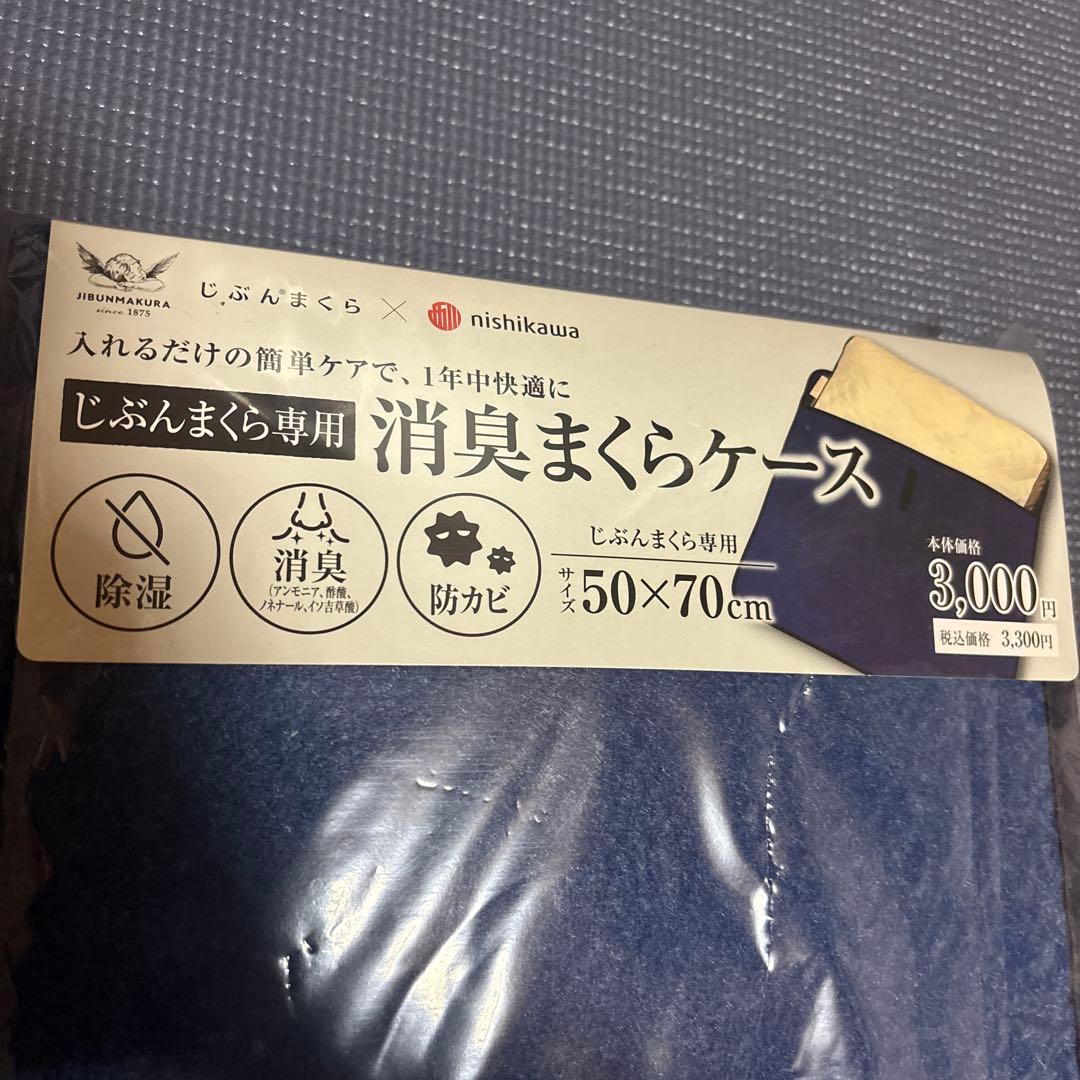 JIBUNMAKURA
since 1875
じぶん®まくら × nishikawa
入れるだけの簡単ケアで、1年中快適に
じぶんまくら専用 消臭まくらケース
除湿
消臭
(アンモニア、酢酸、
ノネナール、イソ吉草酸)
防カビ
じぶんまくら専用
サイズ 50×70cm
本体価格
3,000円
税込価格 3,300円